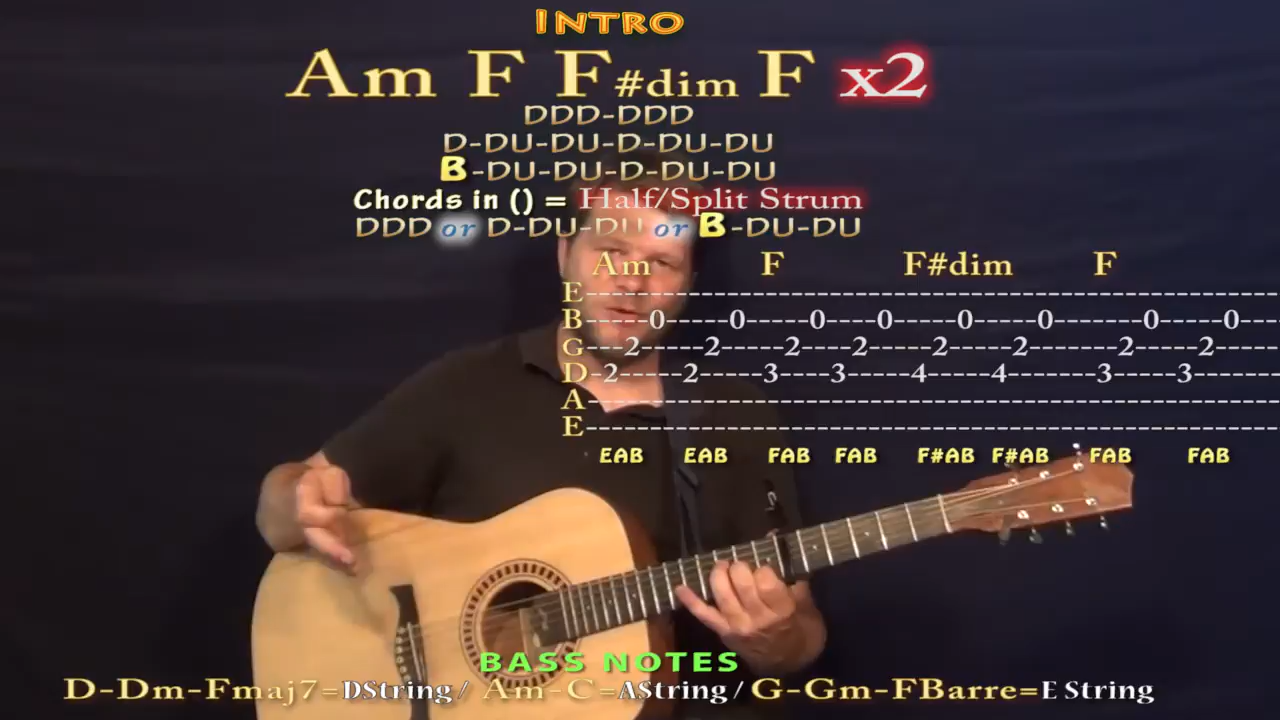 INTRO
Am F F#dim F x2
DDD-DDD
D-DU-DU-D-DU-DU
B-DU-DU-D-DU-DU
Chords in () = Half/Split Strum
DDD or D-DU-DU or B-DU-DU
Am F F#dim F
E--------------------------------------------------
B-----0-----0-----0----0-----0-----0-------0-----0---
G---2-----2-----2----2-----2-----2-------2-----2-----
D-2-----2-----3----3-----4-----4-------3-----3-------
A--------------------------------------------------
E--------------------------------------------------
EAB EAB FAB FAB F#AB F#AB FAB FAB
BASS NOTES
D-Dm-Fmaj7=DString/ Am-C=AString/G-Gm-FBarre=E String